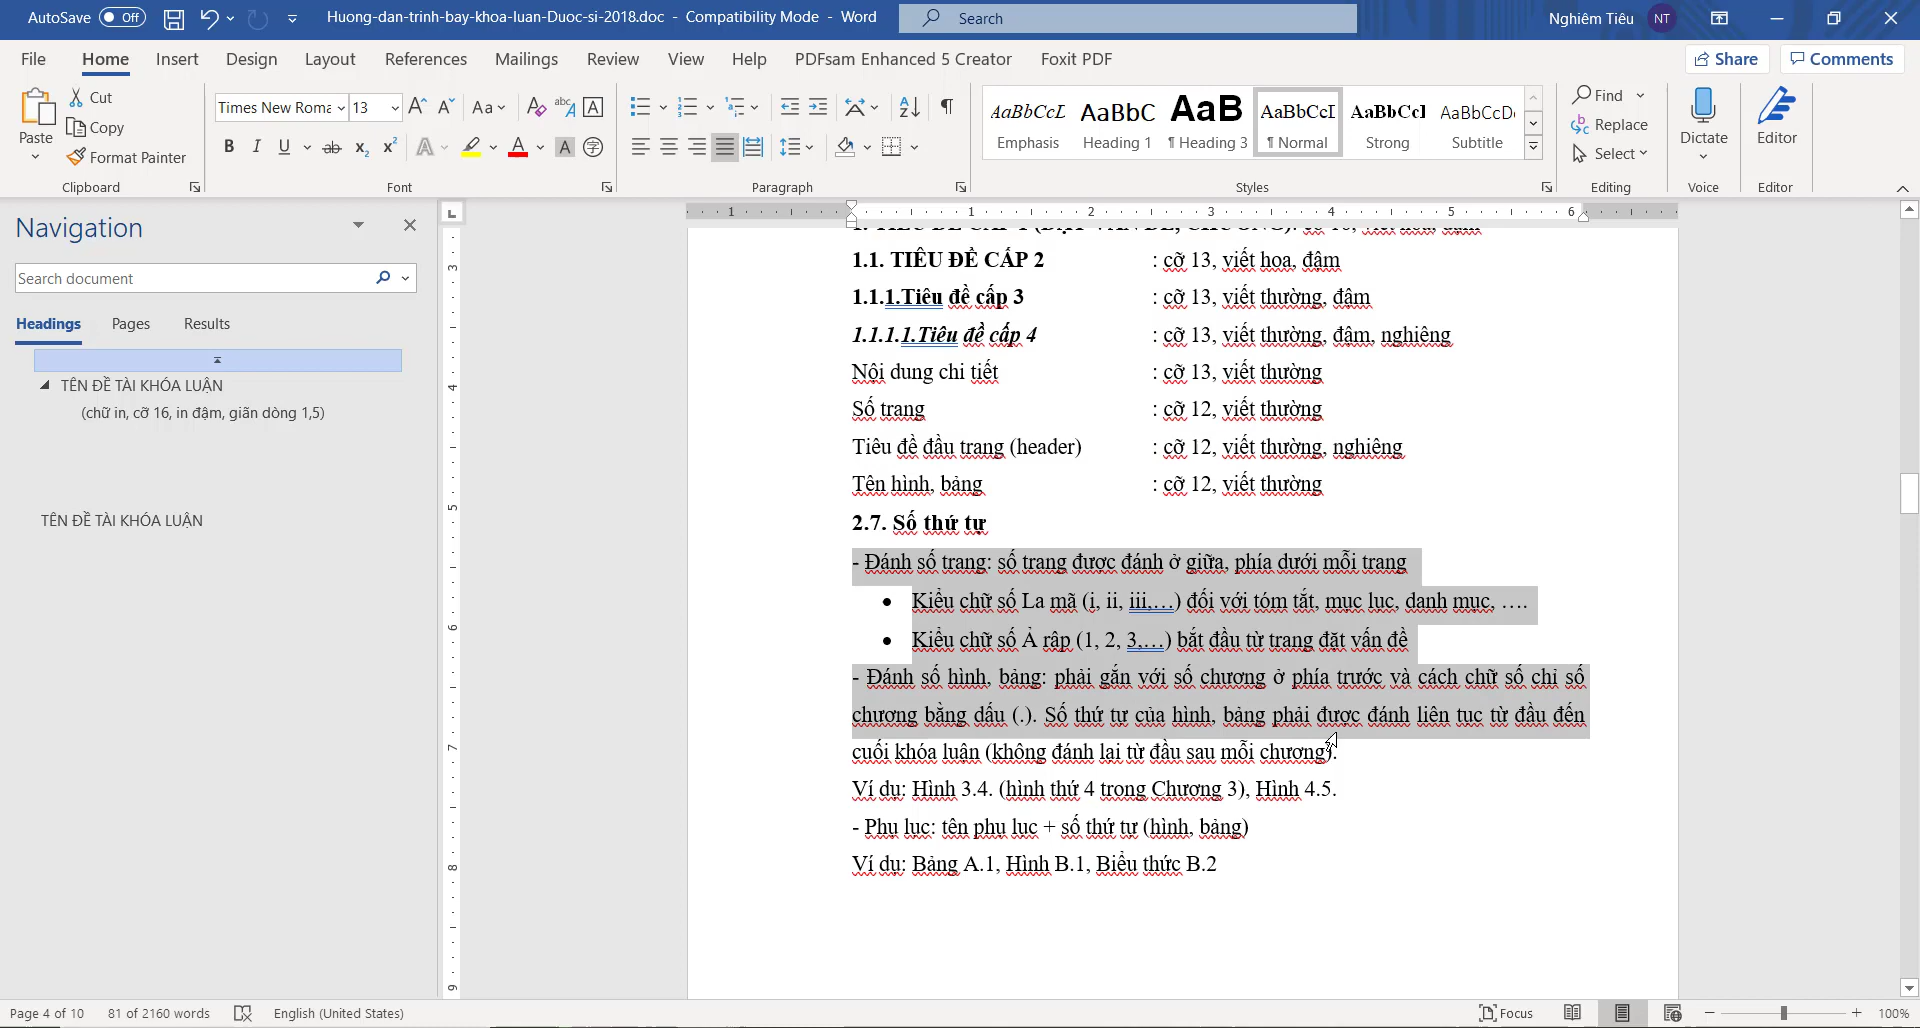 AutoSave Off Huong-dan-trinh-bay-khoa-luan-Duoc-si-2018.doc - Compatibility Mode - Word Search Nghiêm Tiêu NT
File Home Insert Design Layout References Mailings Review View Help PDFsam Enhanced 5 Creator Foxit PDF Share Comments
Paste Cut Copy Format Painter
Times New Roma 13
AaBbCcL AaBbC AaB AaBbCcI AaBbCcl AaBbCcD
Emphasis Heading 1 ¶ Heading 3 ¶ Normal Strong Subtitle
Find Replace Select Dictate Editor
Clipboard Font Paragraph Styles Editing Voice Editor
Navigation
Search document
Headings Pages Results
TÊN ĐỀ TÀI KHÓA LUẬN
(chữ in, cỡ 16, in đậm, giãn dòng 1,5)
TÊN ĐỀ TÀI KHÓA LUẬN
1.1. TIÊU ĐỀ CẤP 2 : cỡ 13, viết hoa, đậm
1.1.1.Tiêu đề cấp 3 : cỡ 13, viết thường, đậm
1.1.1.1.Tiêu đề cấp 4 : cỡ 13, viết thường, đậm, nghiêng
Nội dung chi tiết : cỡ 13, viết thường
Số trang : cỡ 12, viết thường
Tiêu đề đầu trang (header) : cỡ 12, viết thường, nghiêng
Tên hình, bảng : cỡ 12, viết thường
2.7. Số thứ tự
- Đánh số trang: số trang được đánh ở giữa, phía dưới mỗi trang
• Kiểu chữ số La mã (i, ii, iii,…) đối với tóm tắt, mục lục, danh mục, ….
• Kiểu chữ số Ả rập (1, 2, 3,…) bắt đầu từ trang đặt vấn đề
- Đánh số hình, bảng: phải gắn với số chương ở phía trước và cách chữ số chỉ số
chương bằng dấu (.). Số thứ tự của hình, bảng phải được đánh liên tục từ đầu đến
cuối khóa luận (không đánh lại từ đầu sau mỗi chương).
Ví dụ: Hình 3.4. (hình thứ 4 trong Chương 3), Hình 4.5.
- Phụ lục: tên phụ lục + số thứ tự (hình, bảng)
Ví dụ: Bảng A.1, Hình B.1, Biểu thức B.2
Page 4 of 10 81 of 2160 words English (United States) Focus 100%